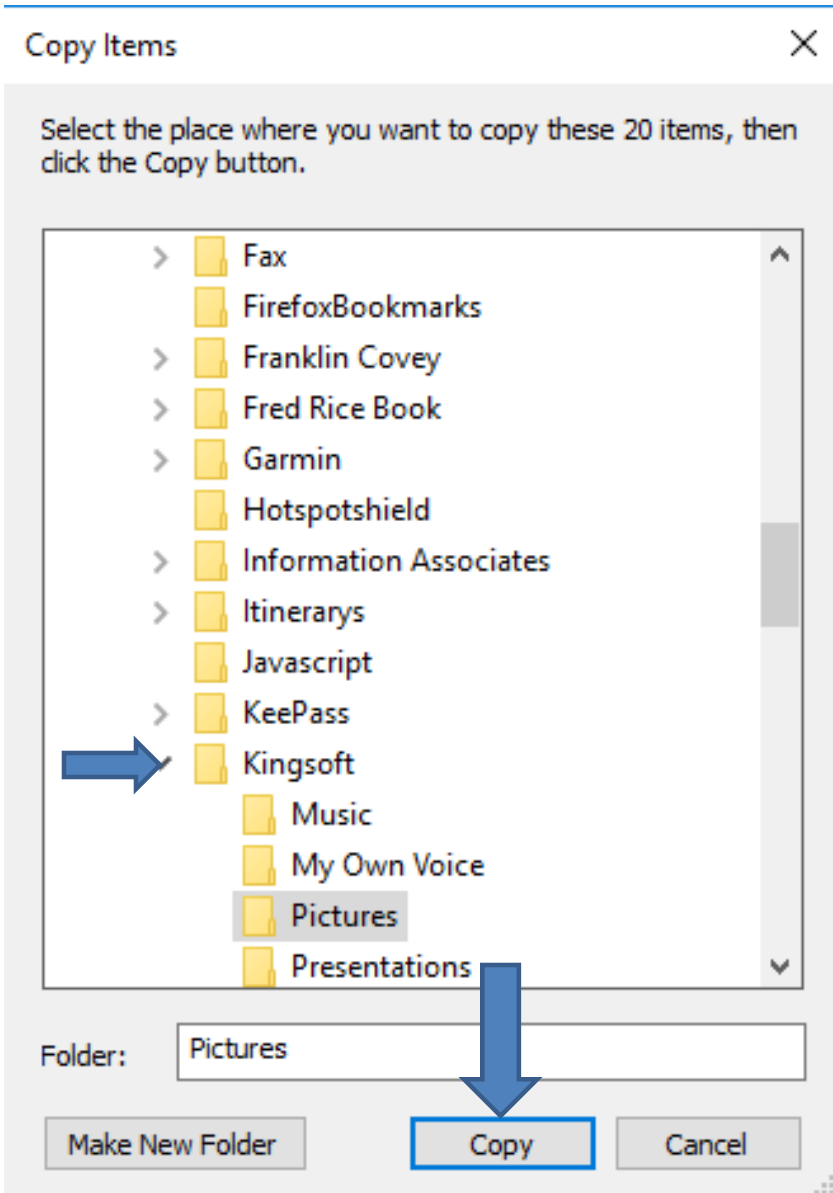 Copy Items
Select the place where you want to copy these 20 items, then
click the Copy button.
Fax
FirefoxBookmarks
Franklin Covey
Fred Rice Book
Garmin
Hotspotshield
Information Associates
Itinerarys
Javascript
KeePass
Kingsoft
Music
My Own Voice
Pictures
Presentations
Folder: Pictures
Make New Folder Copy Cancel